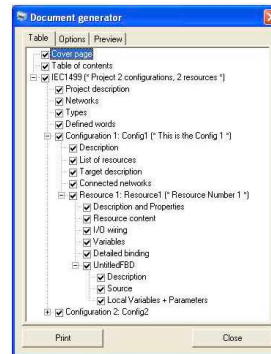 Document generator
Table Options Preview
Cover page
Table of contents
IEC1499 (* Project 2 configurations, 2 resources *)
Project description
Networks
Types
Defined words
Configuration 1: Config1 (* This is the Config 1 *)
Description
List of resources
Target description
Connected networks
Resource 1: Resource1 (* Resource Number 1 *)
Description and Properties
Resource content
I/O wiring
Variables
Detailed binding
UntitledFBD
Description
Source
Local Variables + Parameters
Configuration 2: Config2
Print Close